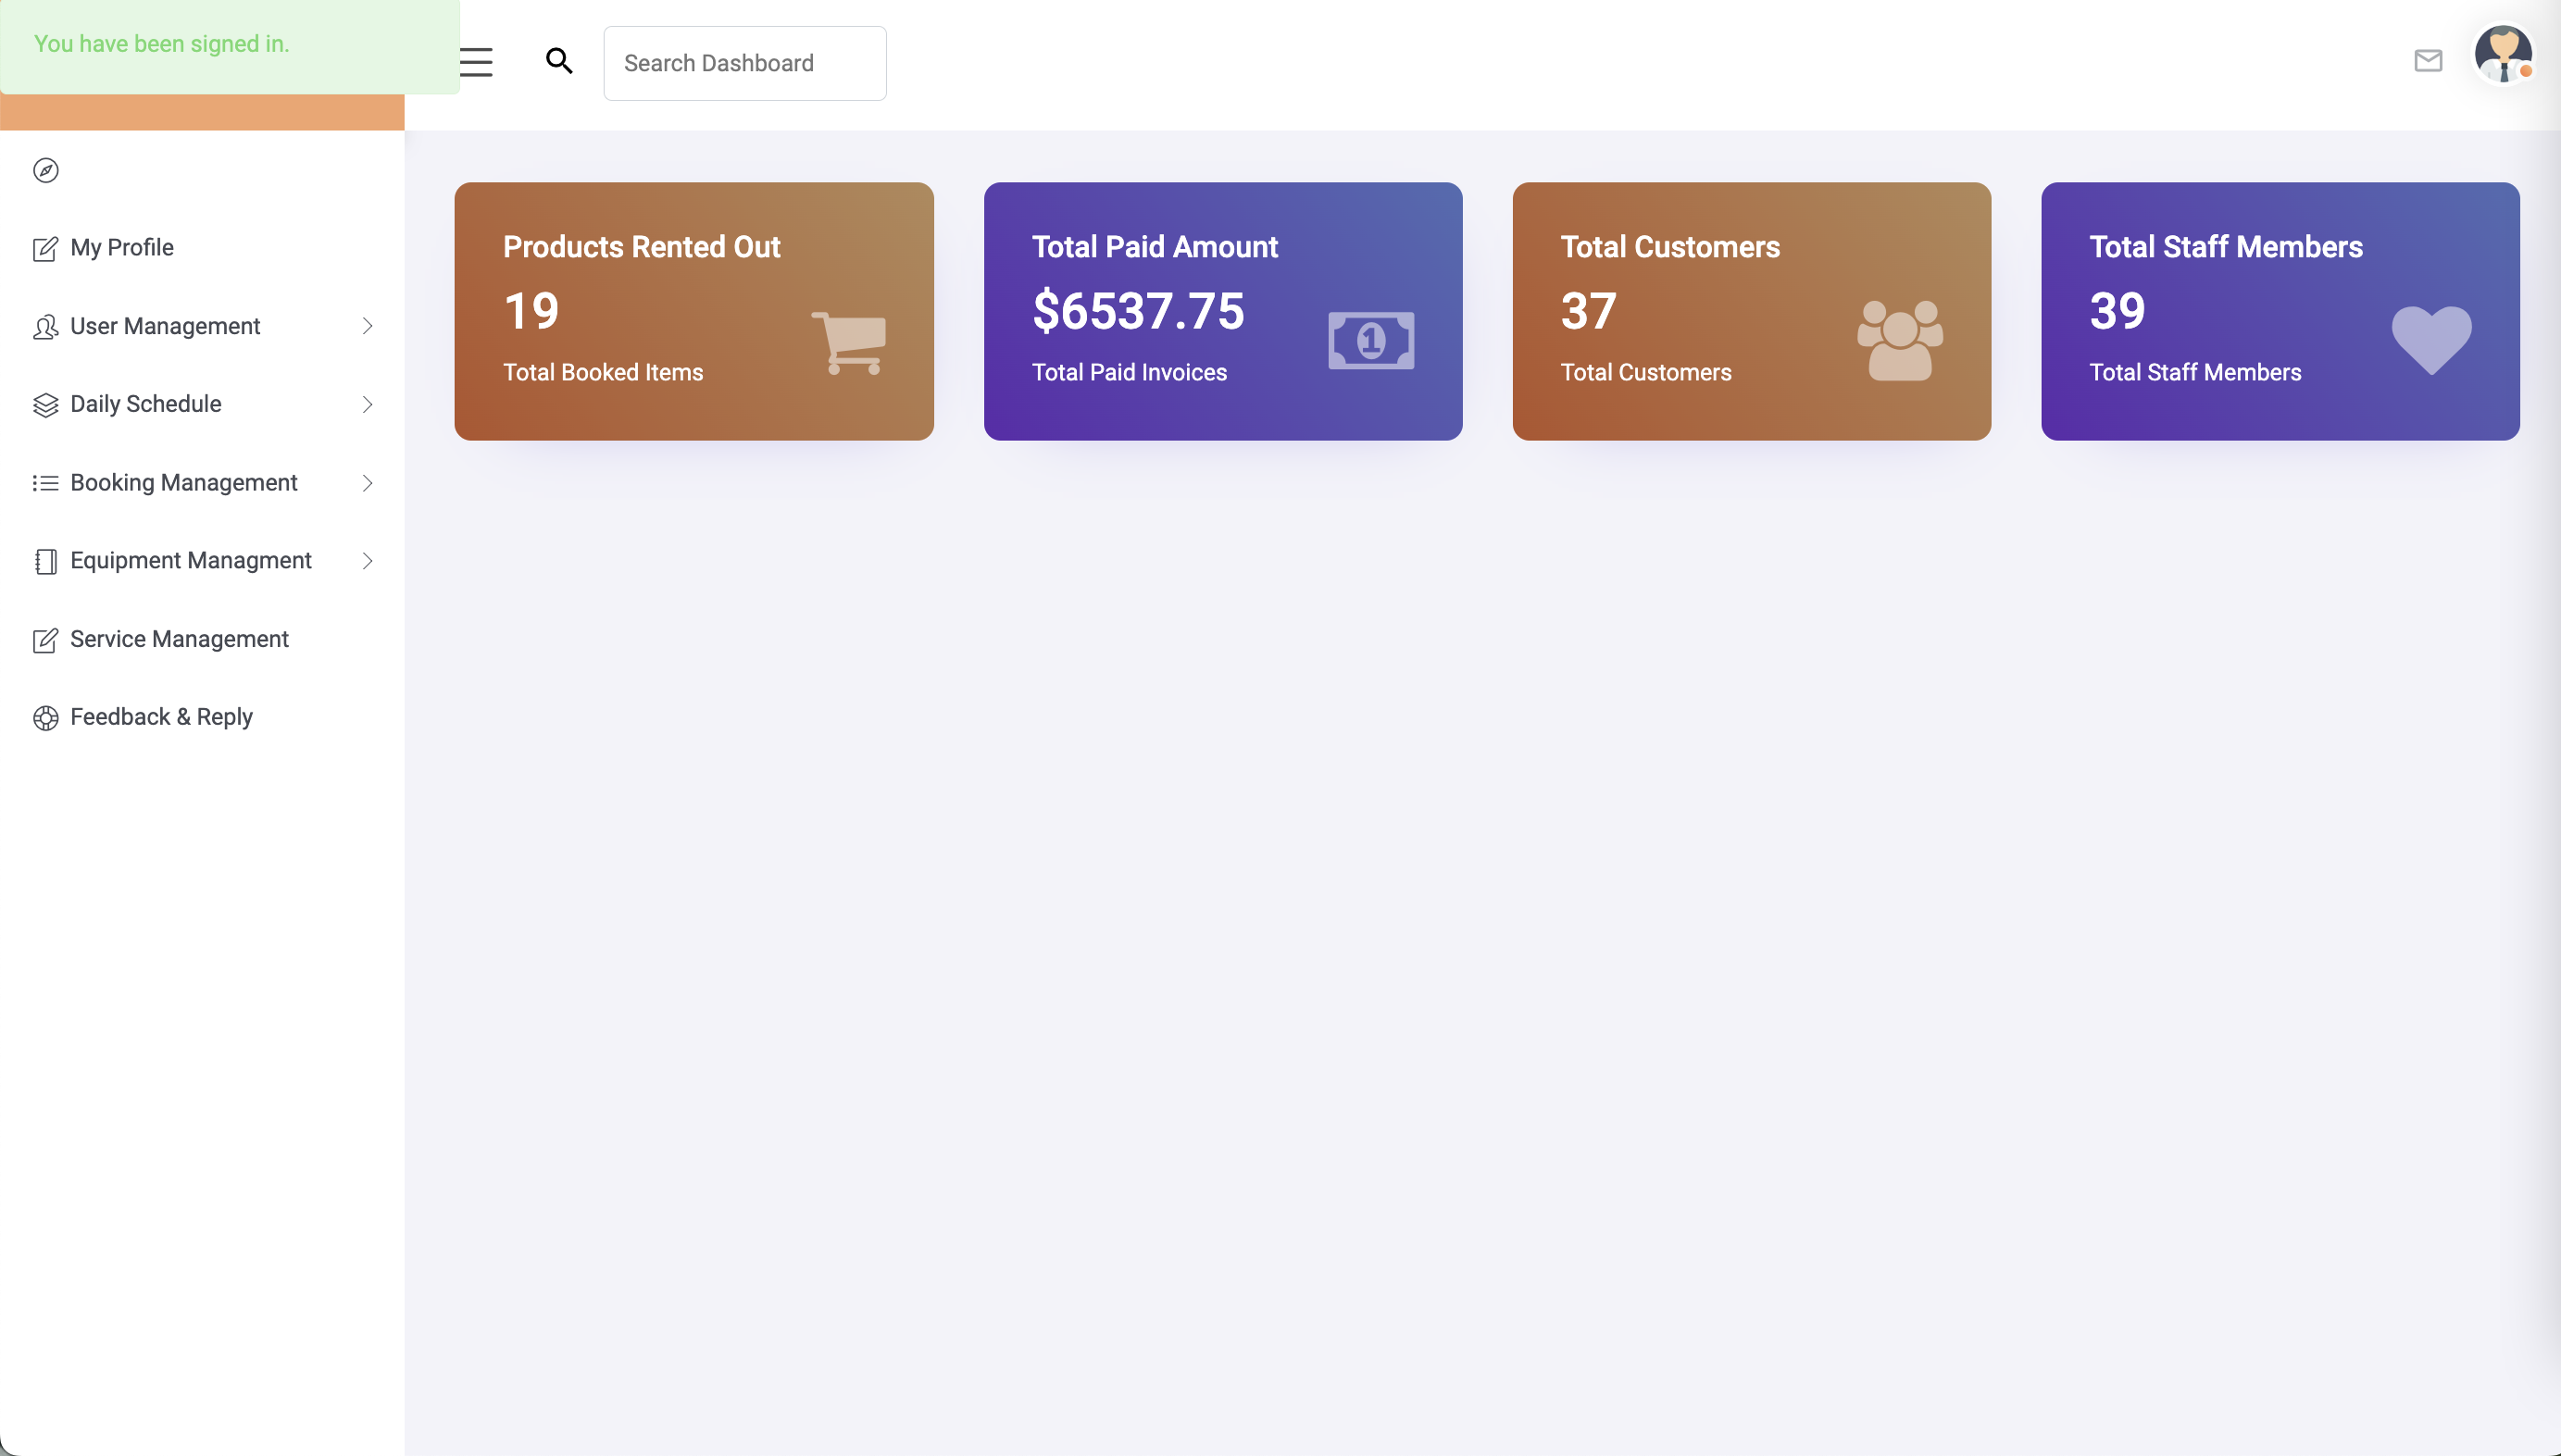 You have been signed in.
Search Dashboard
My Profile
User Management
Daily Schedule
Booking Management
Equipment Managment
Service Management
Feedback & Reply
Products Rented Out
19
Total Booked Items
Total Paid Amount
$6537.75
Total Paid Invoices
1
Total Customers
37
Total Customers
Total Staff Members
39
Total Staff Members